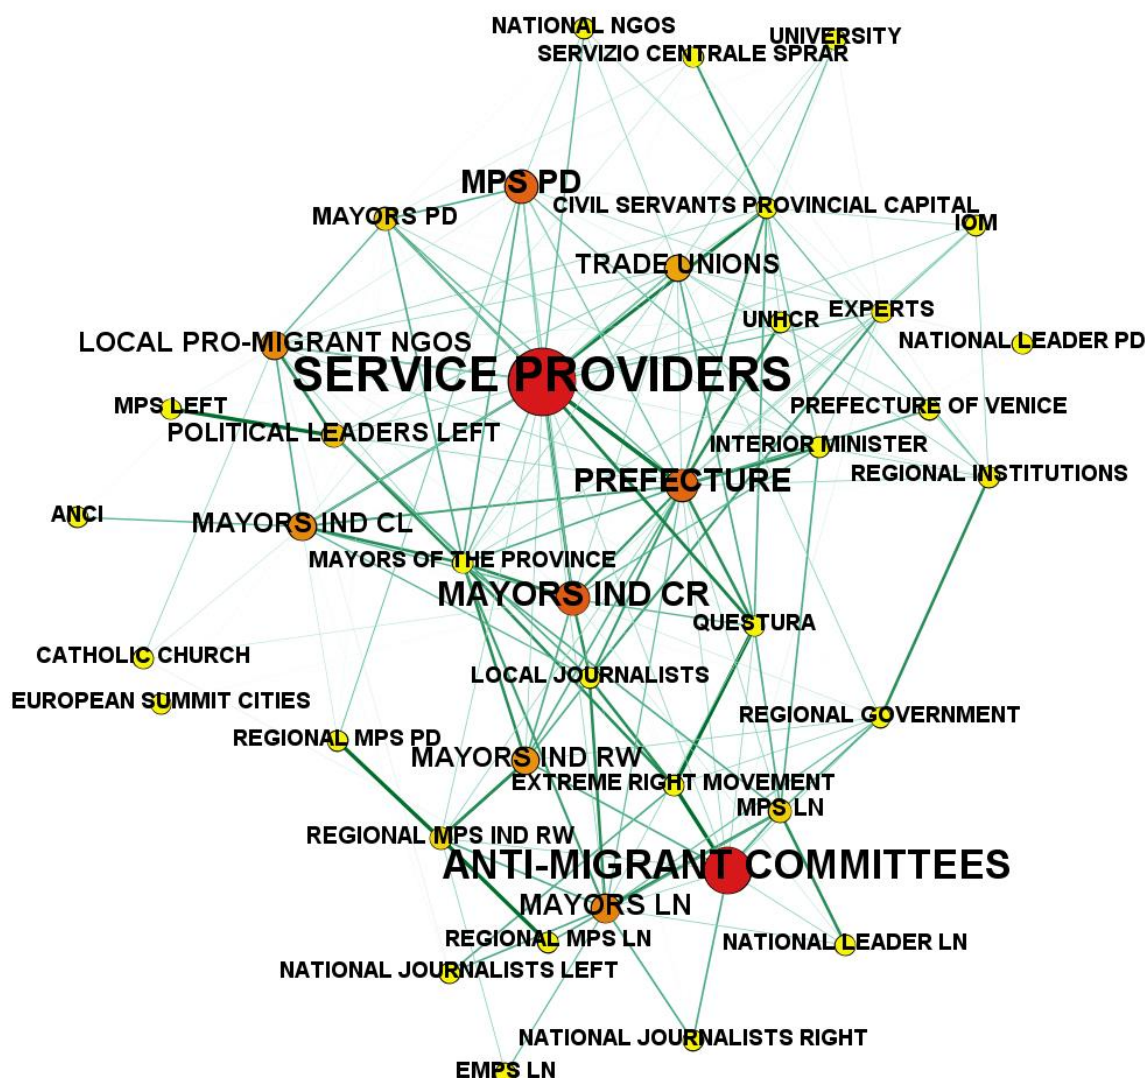 NATIONAL NGOS
UNIVERSITY
SERVIZIO CENTRALE SPRAR
MPS PD
CIVIL SERVANTS PROVINCIAL CAPITAL
MAYORS PD
IOM
TRADE UNIONS
EXPERTS
UNHCR
LOCAL PRO-MIGRANT NGOS
NATIONAL LEADER PD
SERVICE PROVIDERS
MPS LEFT
PREFECTURE OF VENICE
POLITICAL LEADERS LEFT
INTERIOR MINISTER
PREFECTURE
REGIONAL INSTITUTIONS
ANCI
MAYORS IND CL
MAYORS OF THE PROVINCE
MAYORS IND CR
QUESTURA
CATHOLIC CHURCH
LOCAL JOURNALISTS
EUROPEAN SUMMIT CITIES
REGIONAL GOVERNMENT
REGIONAL MPS PD
MAYORS IND RW
EXTREME RIGHT MOVEMENT
MPS LN
REGIONAL MPS IND RW
ANTI-MIGRANT COMMITTEES
MAYORS LN
REGIONAL MPS LN
NATIONAL LEADER LN
NATIONAL JOURNALISTS LEFT
NATIONAL JOURNALISTS RIGHT
EMPS LN